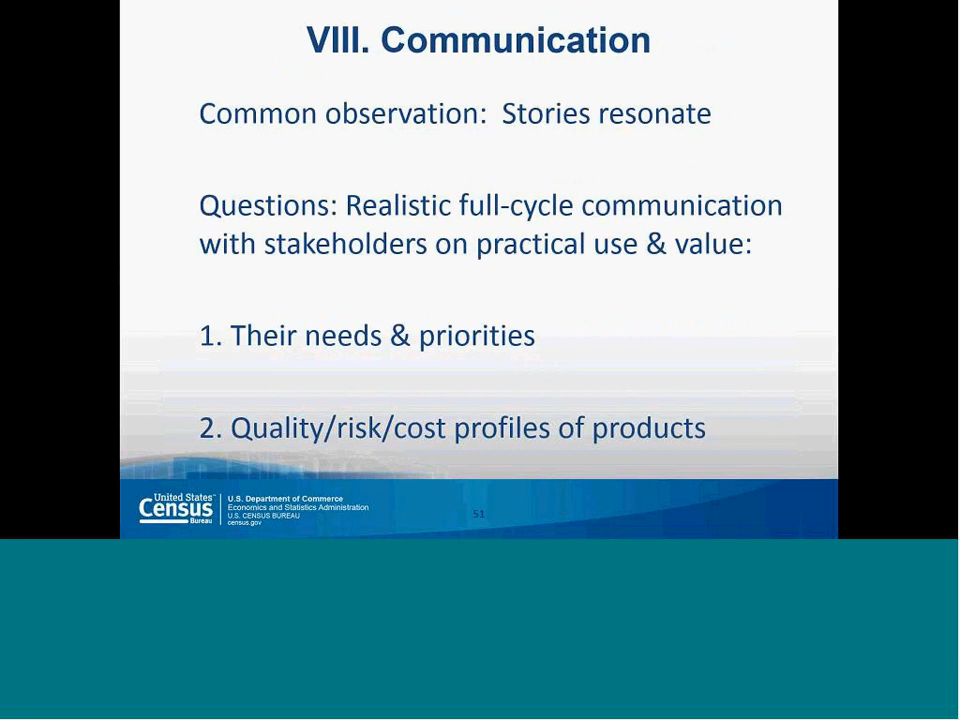 VIII. Communication
Common observation:  Stories resonate
Questions: Realistic full-cycle communication
with stakeholders on practical use & value:
1. Their needs & priorities
2. Quality/risk/cost profiles of products
United States™
Census
Bureau
U.S. Department of Commerce
Economics and Statistics Administration
U.S. CENSUS BUREAU
census.gov
51